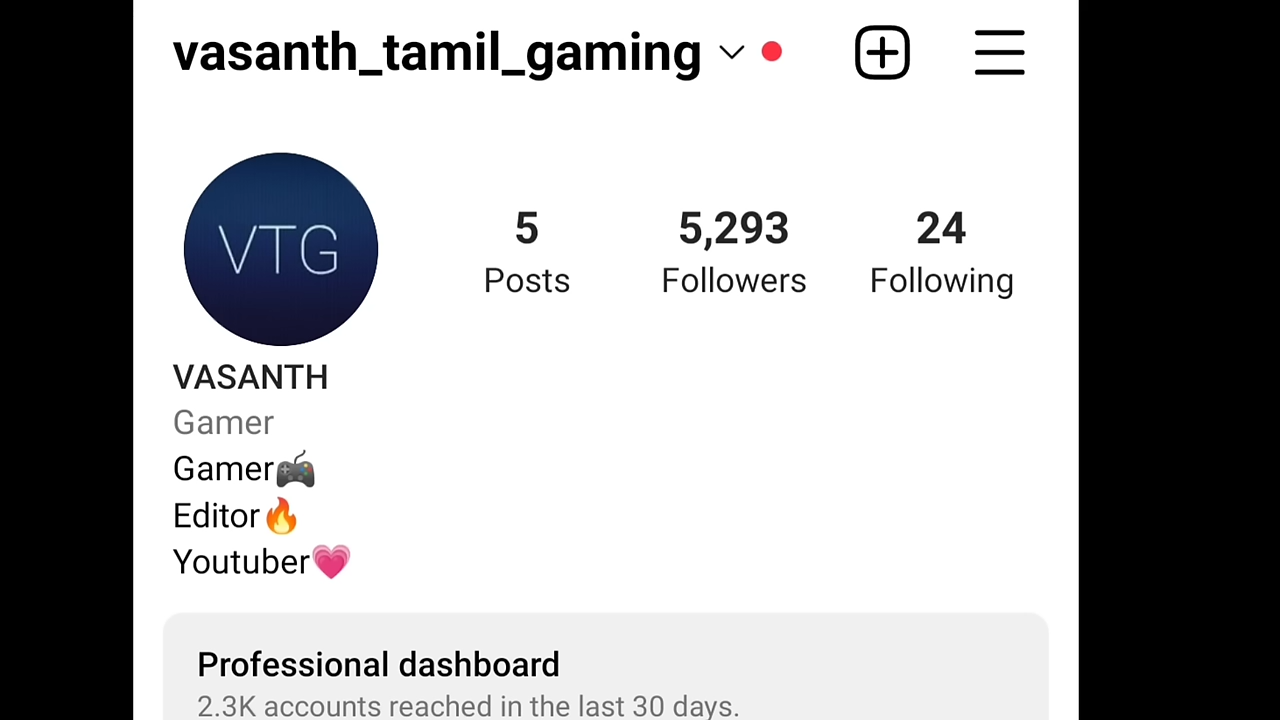 vasanth_tamil_gaming
VTG
5 5,293 24
Posts Followers Following
VASANTH
Gamer
Gamer🎮
Editor🔥
Youtuber💗
Professional dashboard
2.3K accounts reached in the last 30 days.